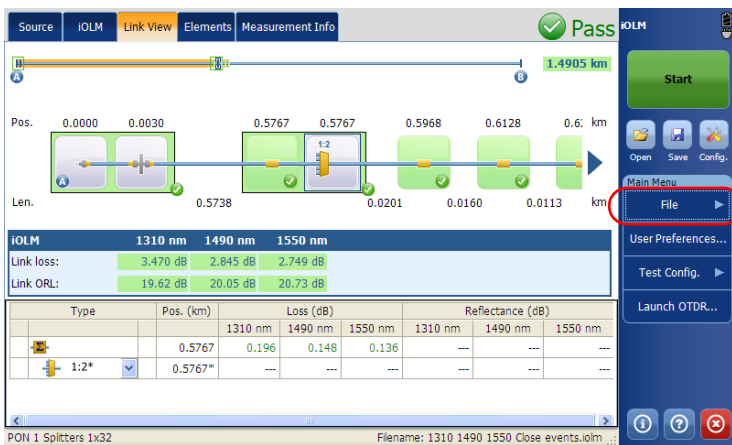 Source iOLM Link View Elements Measurement Info Pass iOLM
1.4905 km
A B
Start
Pos. 0.0000 0.0030 0.5767 0.5767 0.5968 0.6128 0.6: km
1:2
A
Open Save Config.
Main Menu
File
Len. 0.5738 0.0201 0.0160 0.0113 km
iOLM 1310 nm 1490 nm 1550 nm
User Preferences...
Link loss: 3.470 dB 2.845 dB 2.749 dB
Test Config.
Link ORL: 19.62 dB 20.05 dB 20.73 dB
Launch OTDR...
Type Pos. (km) Loss (dB) Reflectance (dB)
1310 nm 1490 nm 1550 nm 1310 nm 1490 nm 1550 nm
Σ 0.5767 0.196 0.148 0.136 --- --- ---
1:2* 0.5767* --- --- --- --- --- ---
PON 1 Splitters 1x32 Filename: 1310 1490 1550 Close events.iolm